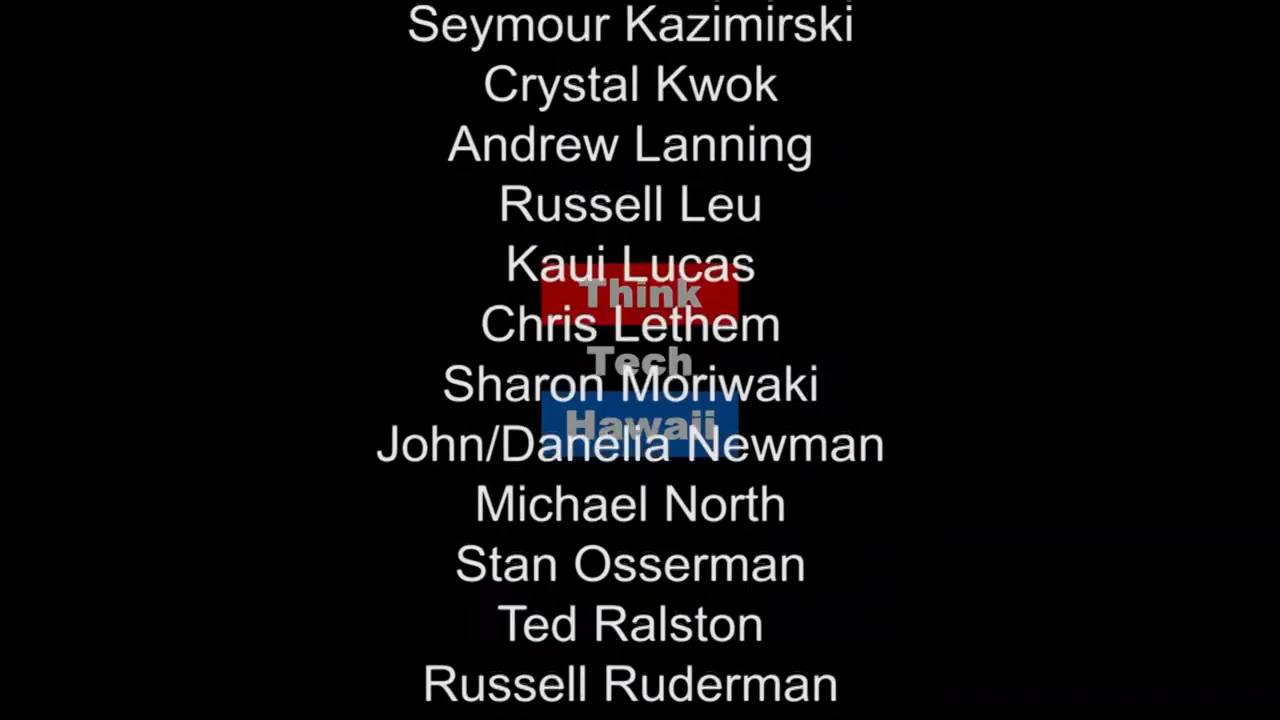 Seymour Kazimirski
Crystal Kwok
Andrew Lanning
Russell Leu
Kaui Lucas
Think
Chris Lethem
Tech
Sharon Moriwaki
Hawaii
John/Danella Newman
Michael North
Stan Osserman
Ted Ralston
Russell Ruderman